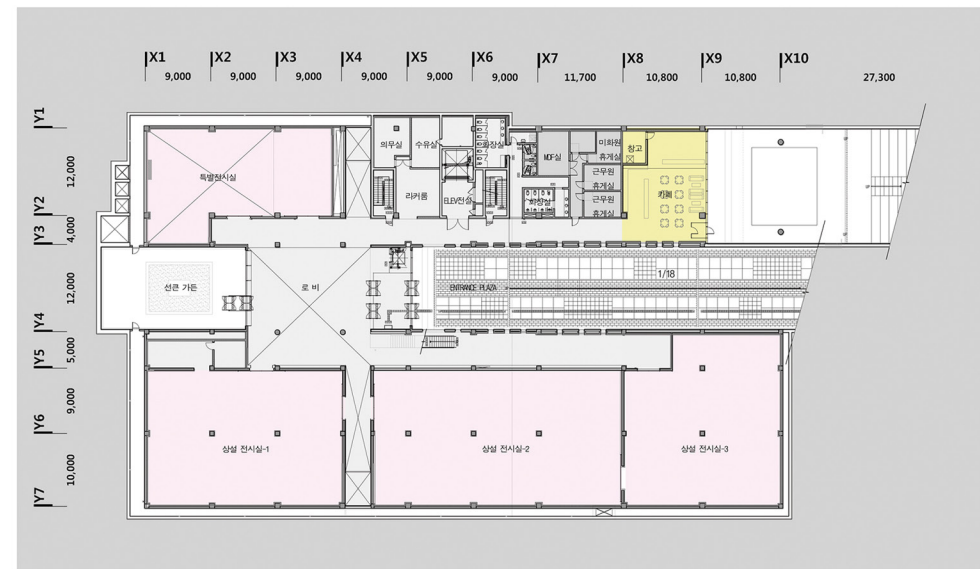 X1 X2 X3 X4 X5 X6 X7 X8 X9 X10
9,000 9,000 9,000 9,000 9,000 9,000 11,700 10,800 10,800 27,300
Y1
12,000
Y2
4,000
Y3
12,000
Y4
5,000
Y5
9,000
Y6
10,000
Y7
특별전시실
의무실
수유실
화장실
라커룸
ELEV전실
MDF실
화장실
미화원
휴게실
근무원
휴게실
근무원
휴게실
창고
카페
선큰 가든
로 비
ENTRANCE PLAZA
1/18
상설 전시실-1
상설 전시실-2
상설 전시실-3